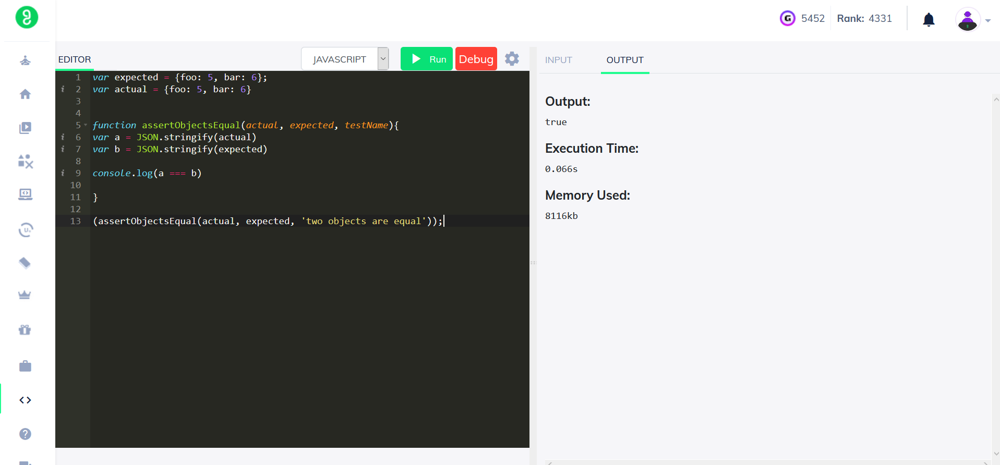 G 5452 Rank: 4331
EDITOR JAVASCRIPT Run Debug
INPUT OUTPUT
1 var expected = {foo: 5, bar: 6};
i 2 var actual = {foo: 5, bar: 6}
3
4
5 function assertObjectsEqual(actual, expected, testName){
i 6 var a = JSON.stringify(actual)
i 7 var b = JSON.stringify(expected)
8
i 9 console.log(a === b)
10
11 }
12
13 (assertObjectsEqual(actual, expected, 'two objects are equal'));
Output:
true
Execution Time:
0.066s
Memory Used:
8116kb